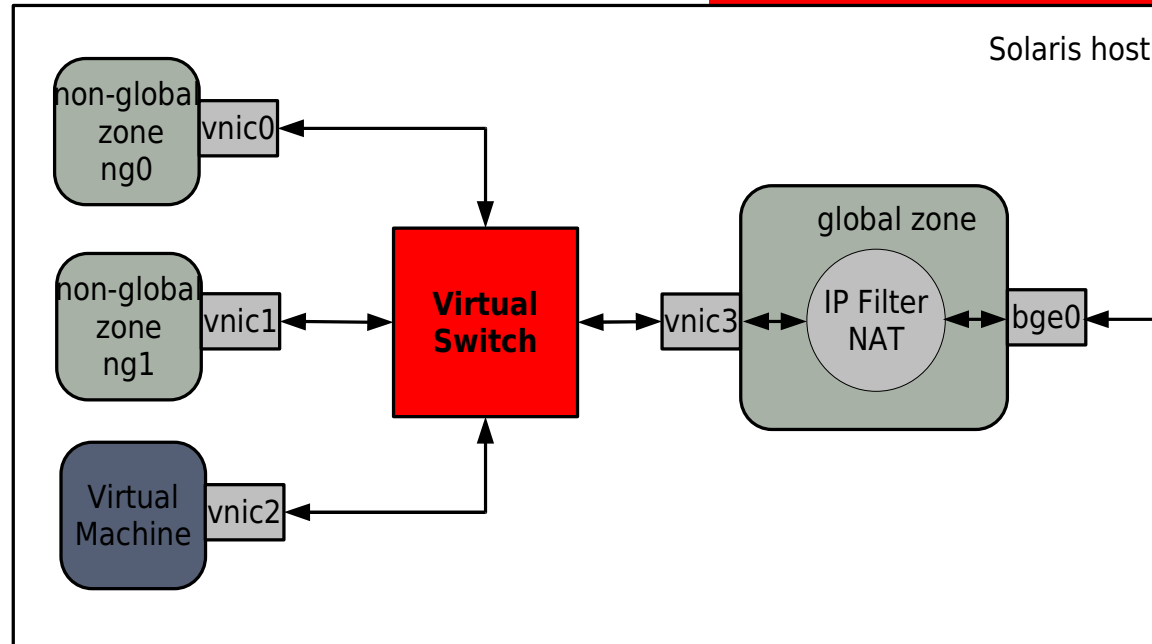 Solaris host
non-global
zone
ng0
vnic0
non-global
zone
ng1
vnic1
Virtual
Machine
vnic2
Virtual
Switch
vnic3
global zone
IP Filter
NAT
bge0